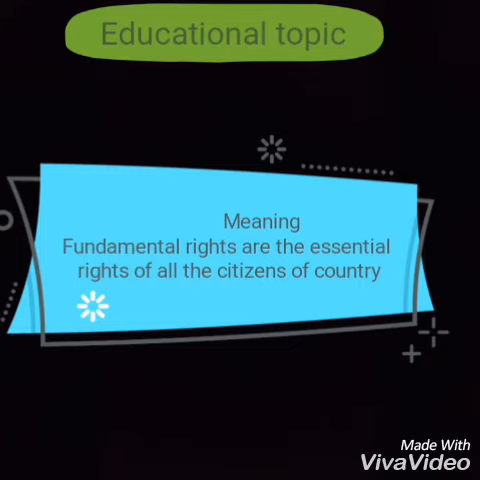 Educational topic
Meaning
Fundamental rights are the essential
rights of all the citizens of country
Made With
VivaVideo